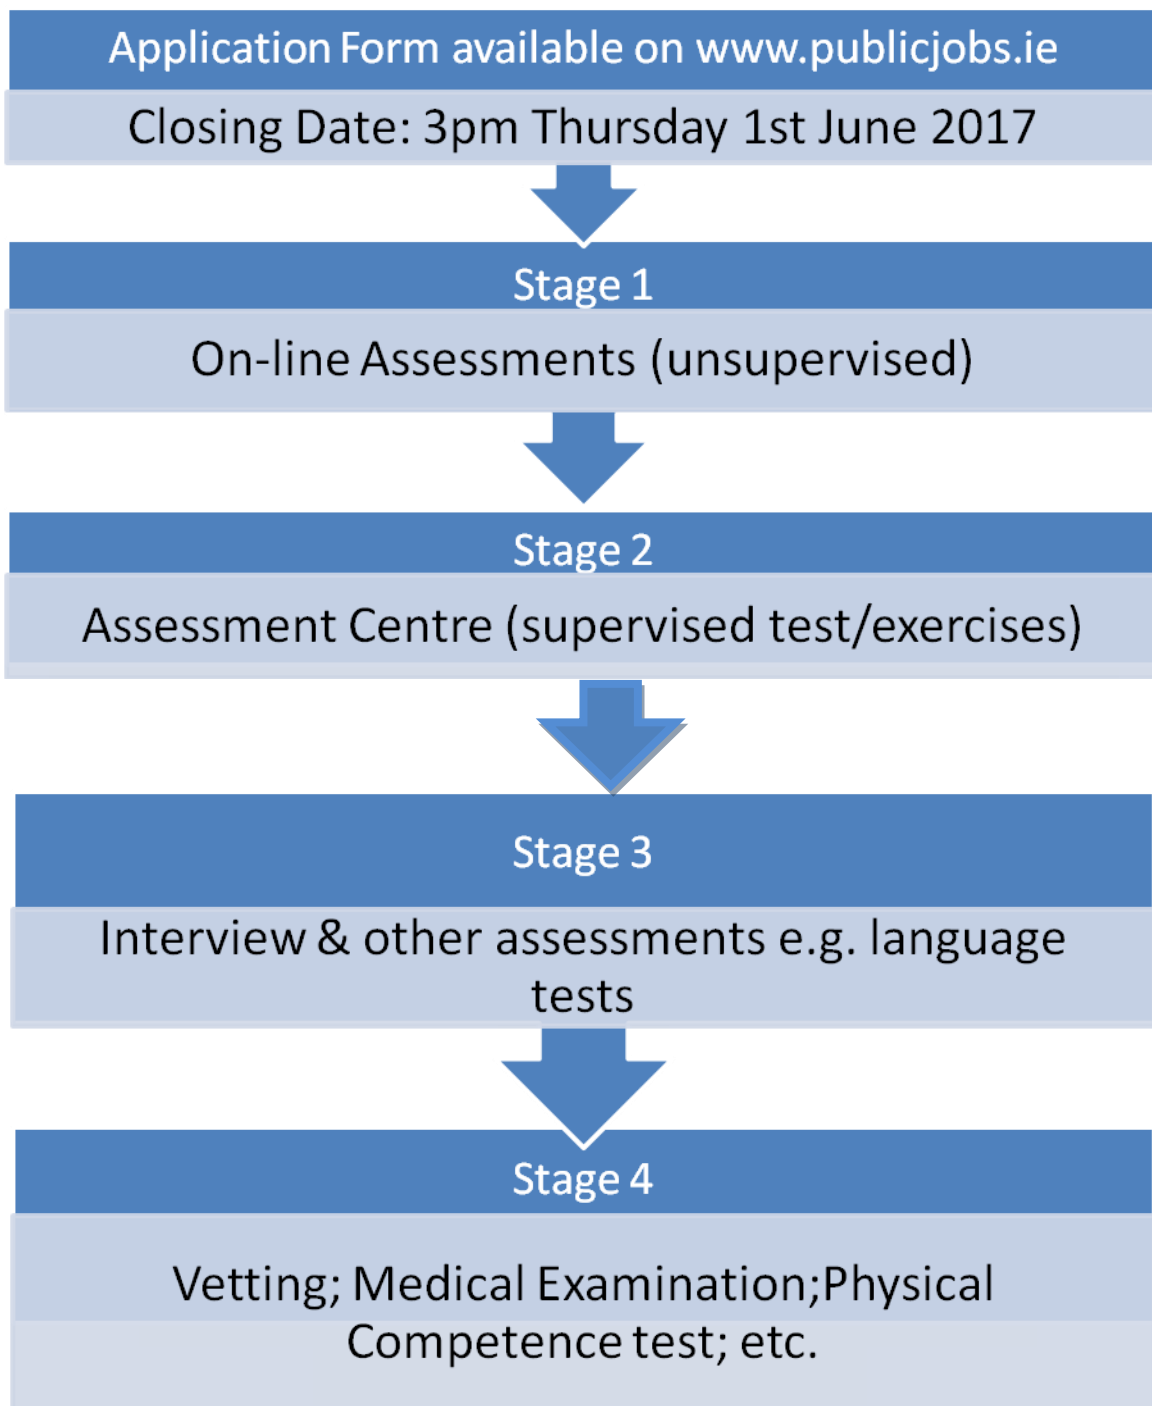 Application Form available on www.publicjobs.ie
Closing Date: 3pm Thursday 1st June 2017
Stage 1
On-line Assessments (unsupervised)
Stage 2
Assessment Centre (supervised test/exercises)
Stage 3
Interview & other assessments e.g. language
tests
Stage 4
Vetting; Medical Examination;Physical
Competence test; etc.